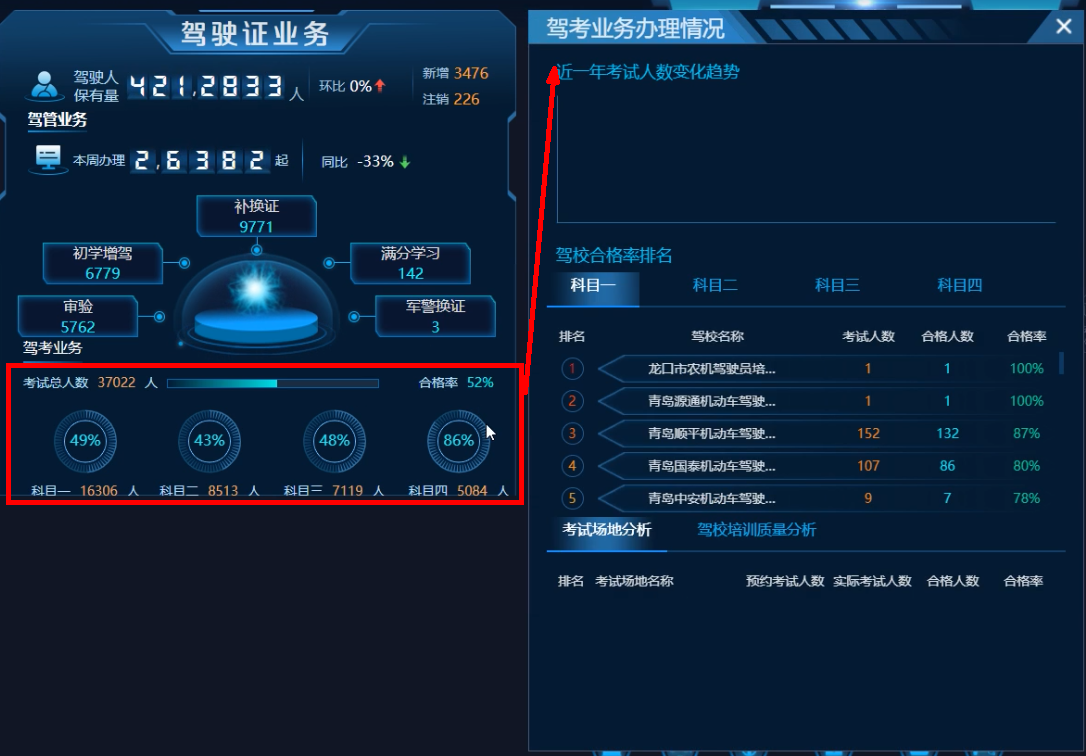 驾驶证业务
驾驶人
保有量
421,2833 人
环比 0%
新增 3476
注销 226
驾管业务
本周办理 2,6382 起
同比 -33%
补换证
9771
初学增驾
6779
满分学习
142
审验
5762
军警换证
3
驾考业务
考试总人数 37022 人
合格率 52%
49%
43%
48%
86%
科目一 16306 人
科目二 8513 人
科目三 7119 人
科目四 5084 人
驾考业务办理情况
近一年考试人数变化趋势
驾校合格率排名
科目一 科目二 科目三 科目四
排名 驾校名称 考试人数 合格人数 合格率
1 龙口市农机驾驶员培... 1 1 100%
2 青岛源通机动车驾驶... 1 1 100%
3 青岛顺平机动车驾驶... 152 132 87%
4 青岛国泰机动车驾驶... 107 86 80%
5 青岛中安机动车驾驶... 9 7 78%
考试场地分析 驾校培训质量分析
排名 考试场地名称 预约考试人数 实际考试人数 合格人数 合格率